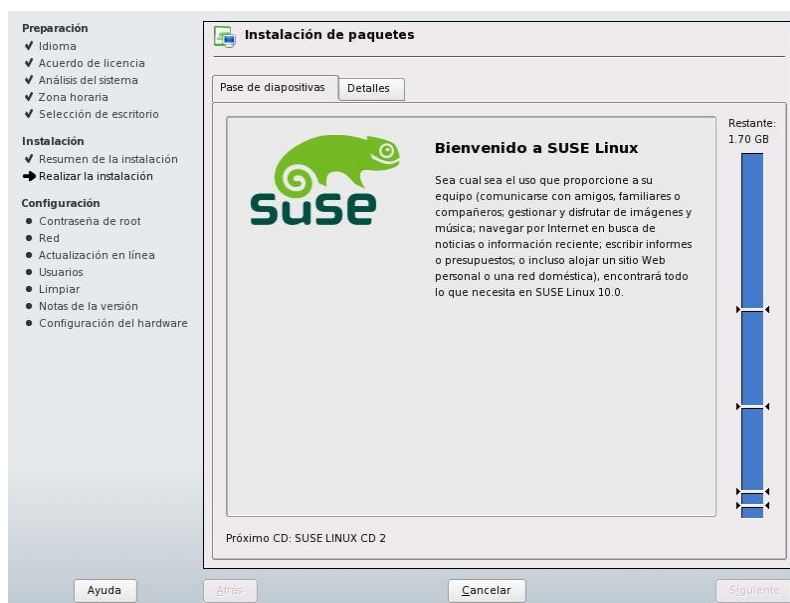 Preparación
Idioma
Acuerdo de licencia
Análisis del sistema
Zona horaria
Selección de escritorio
Instalación
Resumen de la instalación
Realizar la instalación
Configuración
Contraseña de root
Red
Actualización en línea
Usuarios
Limpiar
Notas de la versión
Configuración del hardware
Instalación de paquetes
Pase de diapositivas
Detalles
SUSE
Bienvenido a SUSE Linux
Sea cual sea el uso que proporcione a su
equipo (comunicarse con amigos, familiares o
compañeros; gestionar y disfrutar de imágenes y
música; navegar por Internet en busca de
noticias o información reciente; escribir informes
o presupuestos; o incluso alojar un sitio Web
personal o una red doméstica), encontrará todo
lo que necesita en SUSE Linux 10.0.
Restante:
1.70 GB
Próximo CD: SUSE LINUX CD 2
Ayuda
Atrás
Cancelar
Siguiente